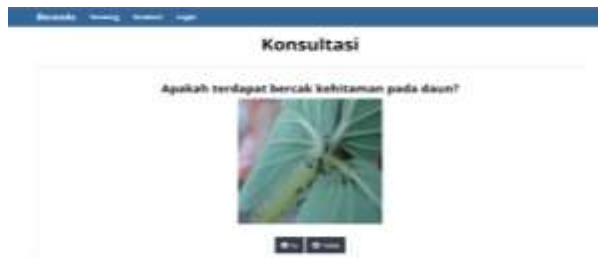 Beranda
Konsultasi
Apakah terdapat bercak kehitaman pada daun?
Ya Tidak